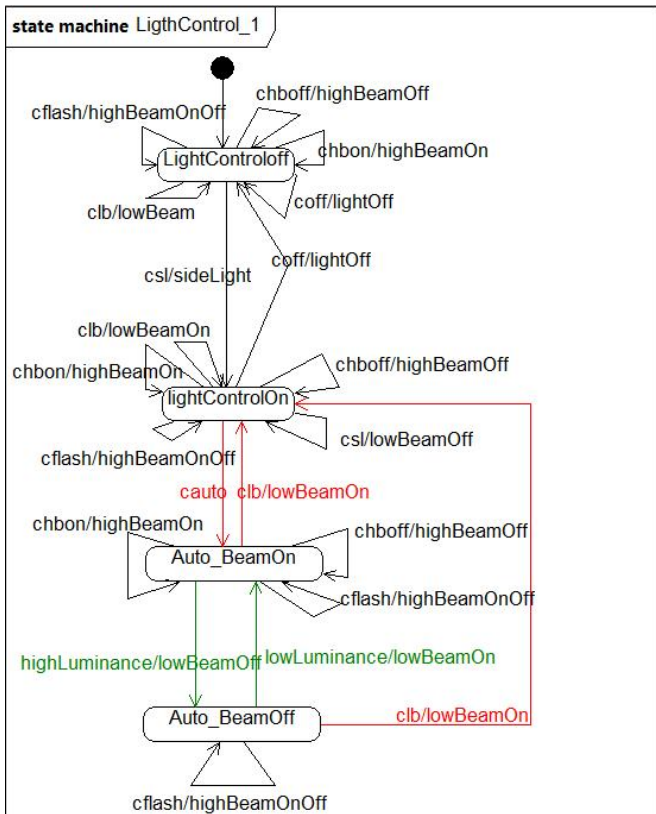 state machine LigthControl_1
chboff/highBeamOff
cflash/highBeamOnOff
chbon/highBeamOn
LightControloff
clb/lowBeam
coff/lightOff
coff/lightOff
csl/sideLight
clb/lowBeamOn
chboff/highBeamOff
chbon/highBeamOn
lightControlOn
csl/lowBeamOff
cflash/highBeamOnOff
cauto
clb/lowBeamOn
chbon/highBeamOn
chboff/highBeamOff
Auto_BeamOn
cflash/highBeamOnOff
highLuminance/lowBeamOff
lowLuminance/lowBeamOn
Auto_BeamOff
clb/lowBeamOn
cflash/highBeamOnOff